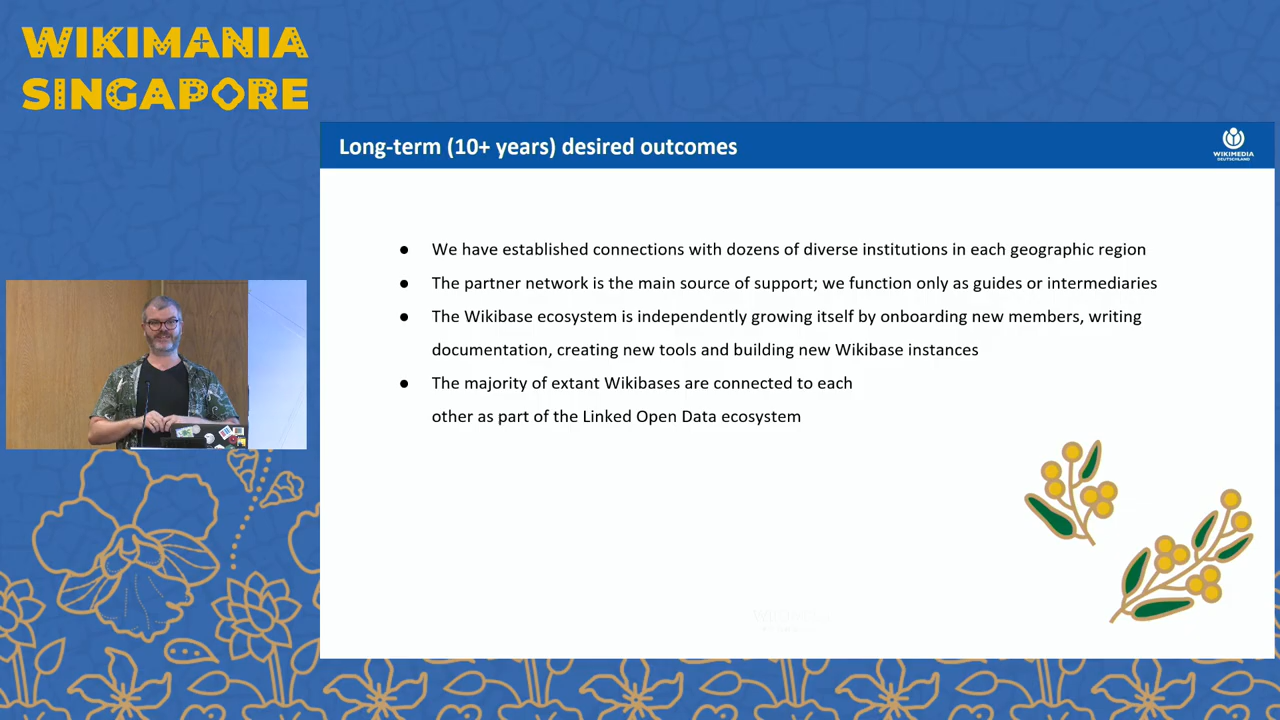 WIKIMANIA
SINGAPORE
Long-term (10+ years) desired outcomes
WIKIMEDIA
DEUTSCHLAND
● We have established connections with dozens of diverse institutions in each geographic region
● The partner network is the main source of support; we function only as guides or intermediaries
● The Wikibase ecosystem is independently growing itself by onboarding new members, writing
documentation, creating new tools and building new Wikibase instances
● The majority of extant Wikibases are connected to each
other as part of the Linked Open Data ecosystem